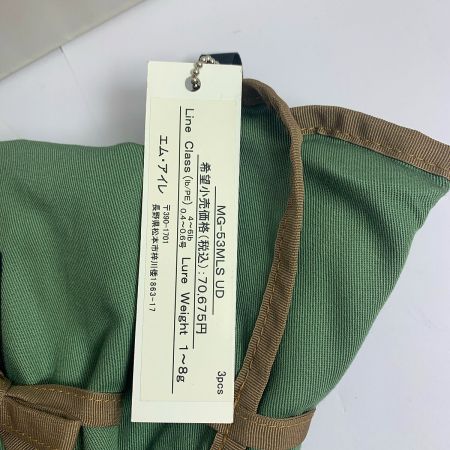 MG-53MLS UD 3pcs
希望小売価格(税込):70,675円
Line Class(lb/PE) 4~6lb 0.4~0.6号 Lure Weight 1~8g
エム・アイレ 〒390-1701
長野県松本市梓川倭1863-17